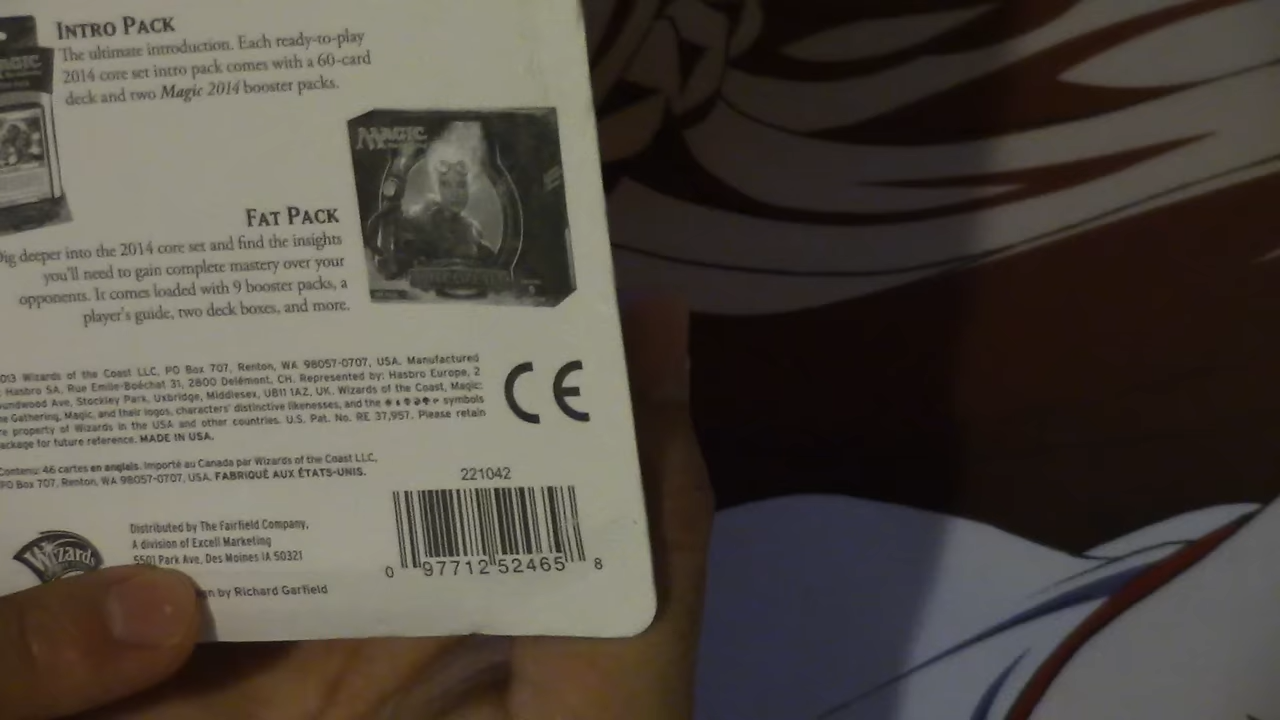 INTRO PACK
The ultimate introduction. Each ready-to-play
2014 core set intro pack comes with a 60-card
deck and two Magic 2014 booster packs.
MAGIC
FAT PACK
Dig deeper into the 2014 core set and find the insights
you'll need to gain complete mastery over your
opponents. It comes loaded with 9 booster packs, a
player's guide, two deck boxes, and more.
013 Wizards of the Coast LLC, PO Box 707, Renton, WA 98057-0707, USA. Manufactured
: Hasbro SA, Rue Emile-Boéchat 31, 2800 Delémont, CH. Represented by: Hasbro Europe, 2
undwood Ave, Stockley Park, Uxbridge, Middlesex, UB11 1AZ, UK. Wizards of the Coast, Magic:
e Gathering, Magic, and their logos, characters' distinctive likenesses, and the symbols
e property of Wizards in the USA and other countries. U.S. Pat. No. RE 37,957. Please retain
ackage for future reference. MADE IN USA.
CE
Contenu: 46 cartes en anglais. Importé au Canada par Wizards of the Coast LLC,
PO Box 707, Renton, WA 98057-0707, USA. FABRIQUÉ AUX ÉTATS-UNIS.
221042
Wizards
Distributed by The Fairfield Company,
A division of Excell Marketing
5501 Park Ave, Des Moines IA 50321
0 97712 52465 8
by Richard Garfield